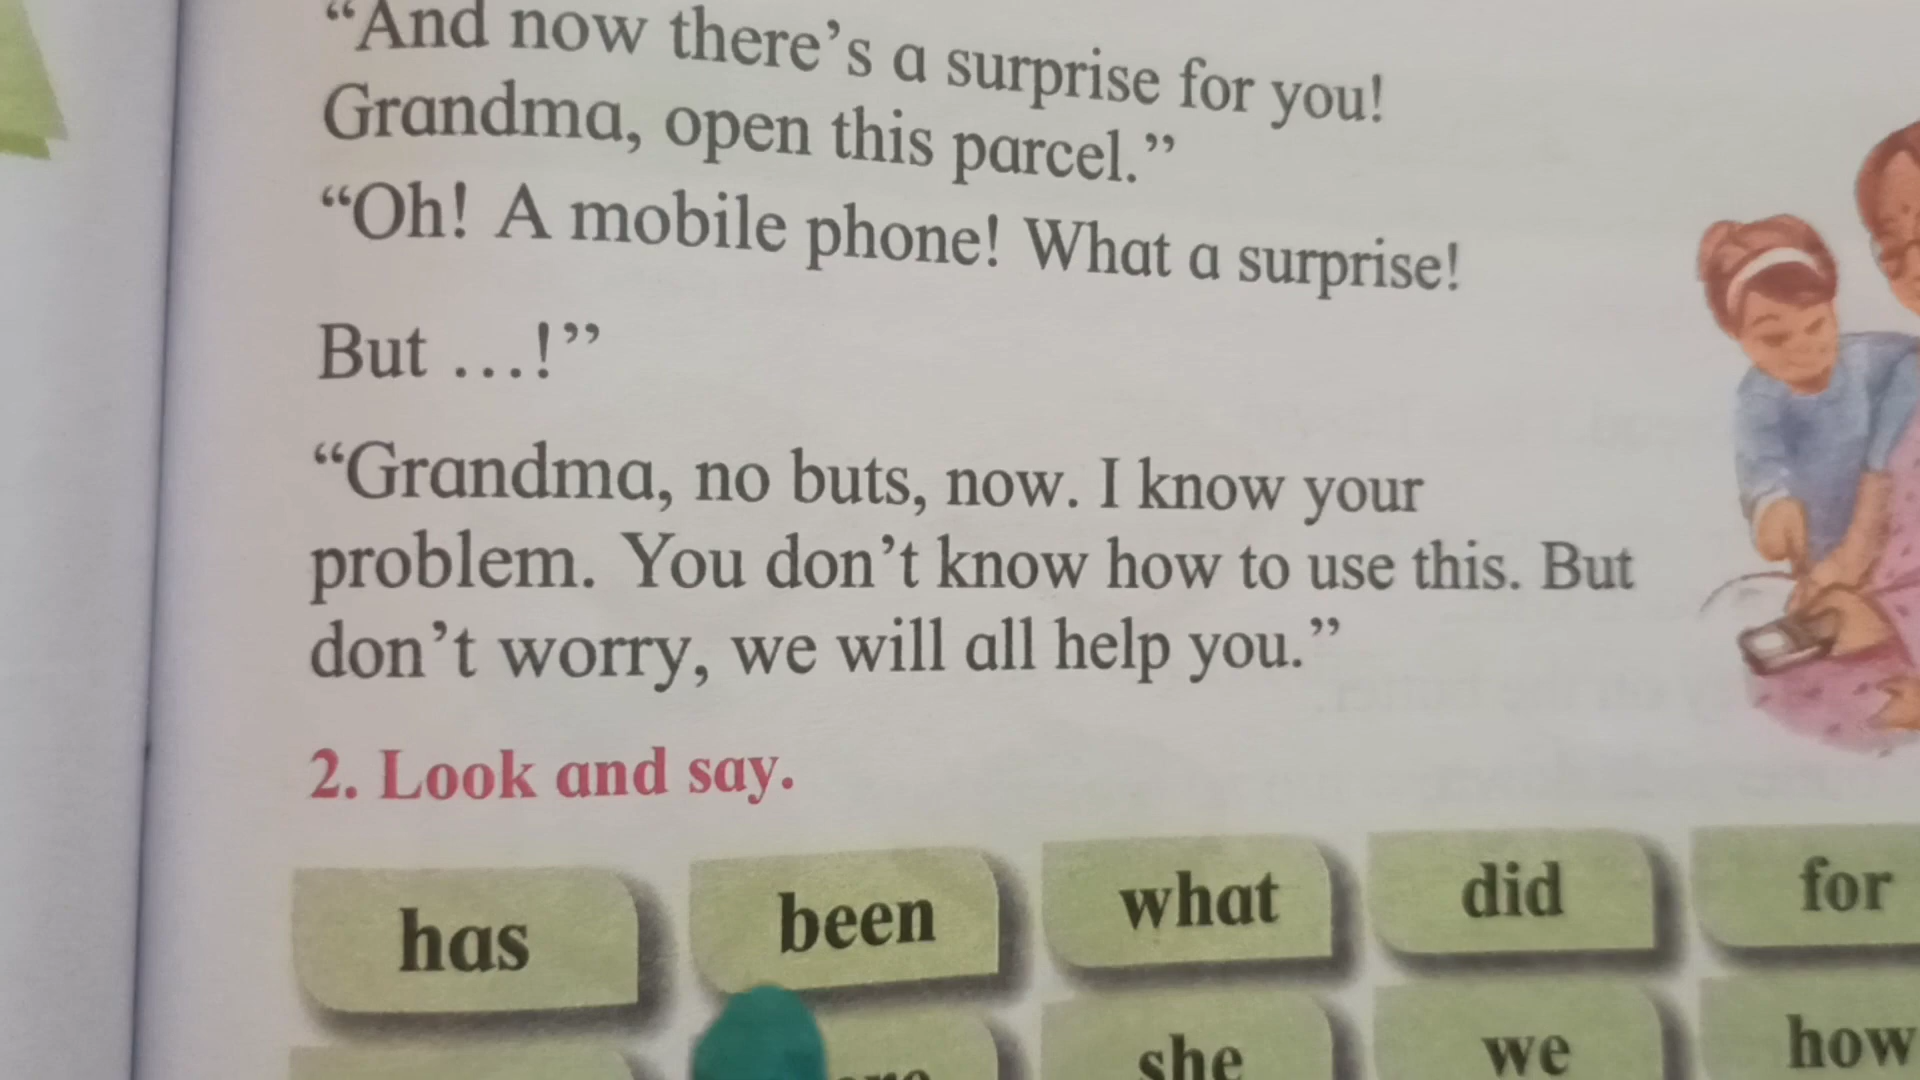 “And now there’s a surprise for you!
Grandma, open this parcel.”
“Oh! A mobile phone! What a surprise!
But ...!”
“Grandma, no buts, now. I know your
problem. You don’t know how to use this. But
don’t worry, we will all help you.”
2. Look and say.
has been what did for
she we how